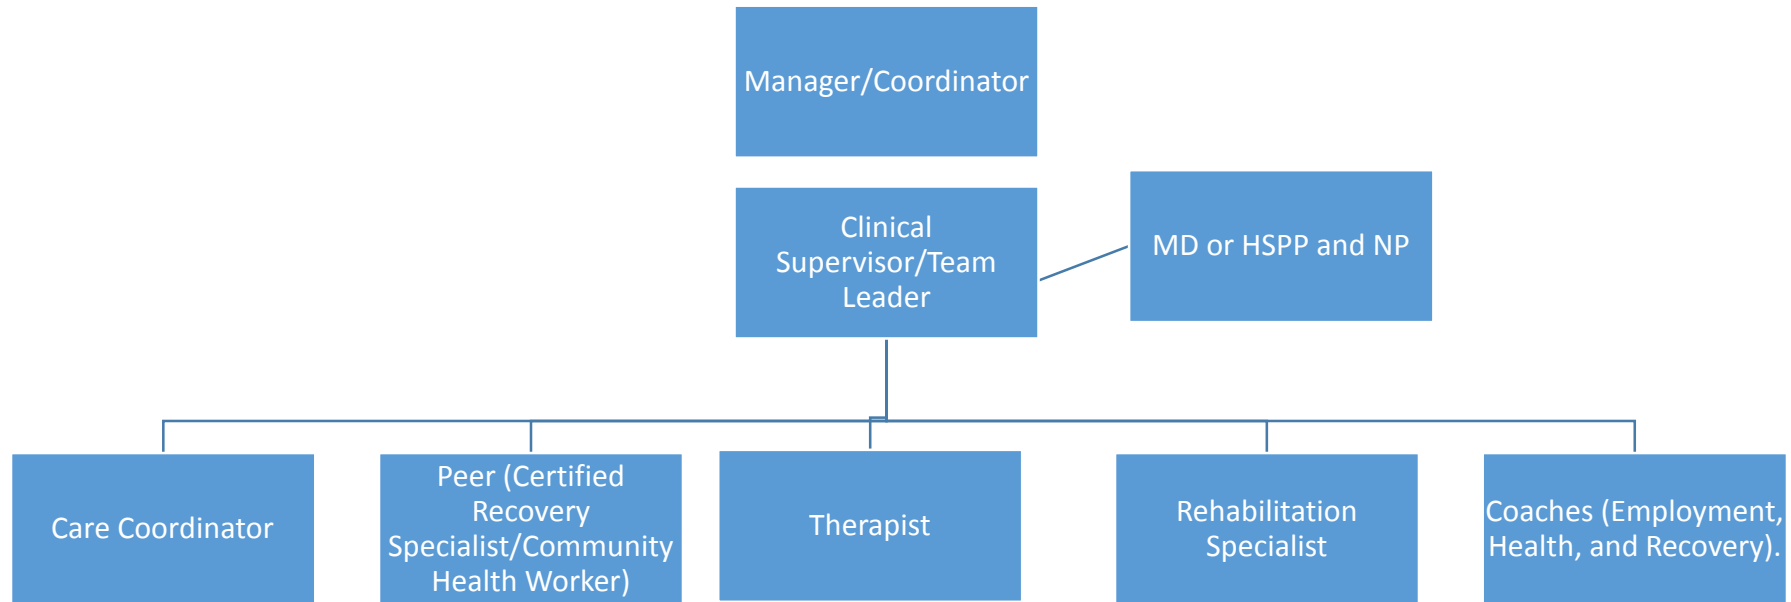 Manager/Coordinator
Clinical
Supervisor/Team
Leader
MD or HSPP and NP
Care Coordinator
Peer (Certified
Recovery
Specialist/Community
Health Worker)
Therapist
Rehabilitation
Specialist
Coaches (Employment,
Health, and Recovery).